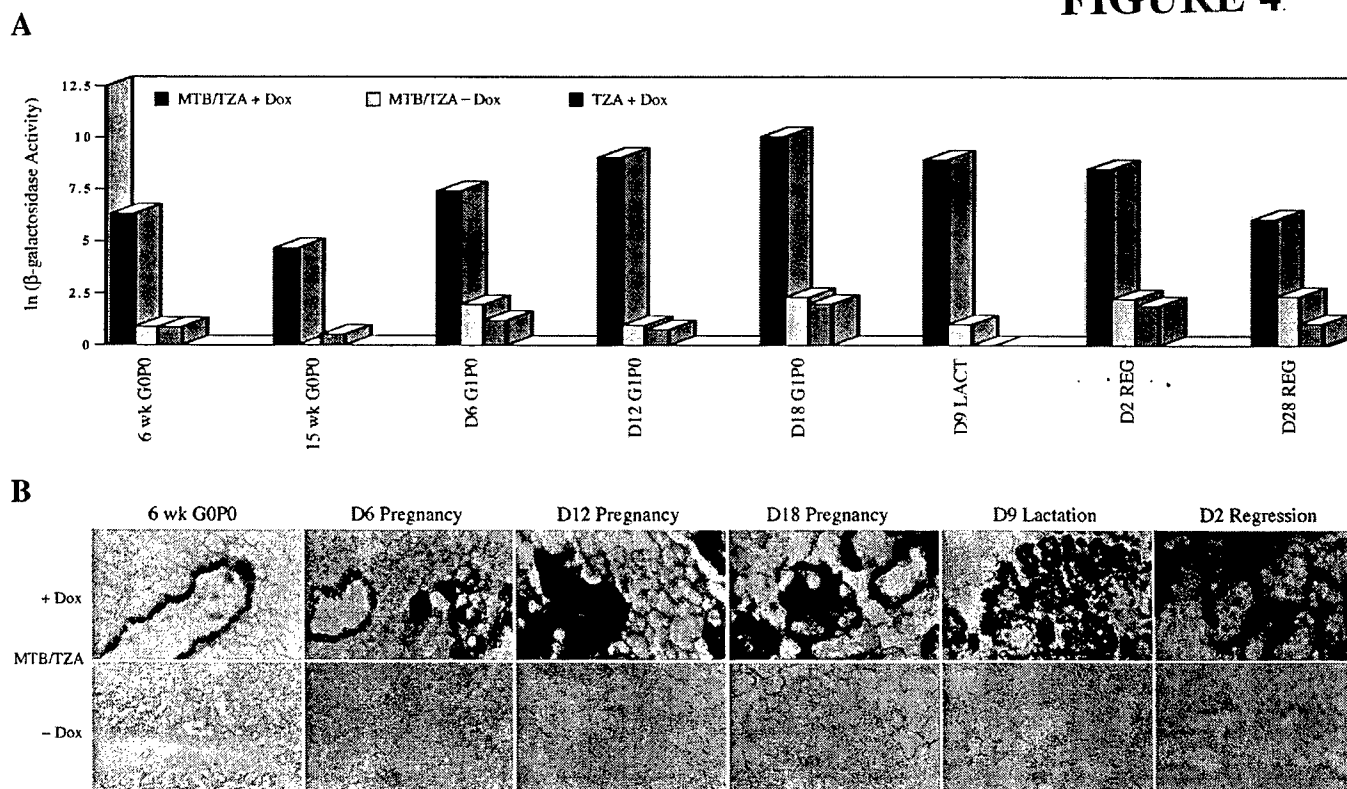 FIGURE 4
A
12.5
10
7.5
5
2.5
0
ln (β-galactosidase Activity)
MTB/TZA + Dox
MTB/TZA – Dox
TZA + Dox
6 wk G0P0
15 wk G0P0
D6 G1P0
D12 G1P0
D18 G1P0
D9 LACT
D2 REG
D28 REG
B
6 wk G0P0
D6 Pregnancy
D12 Pregnancy
D18 Pregnancy
D9 Lactation
D2 Regression
+ Dox
MTB/TZA
– Dox